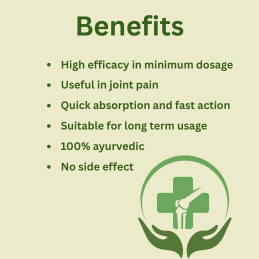 Benefits
• High efficacy in minimum dosage
• Useful in joint pain
• Quick absorption and fast action
• Suitable for long term usage
• 100% ayurvedic
• No side effect